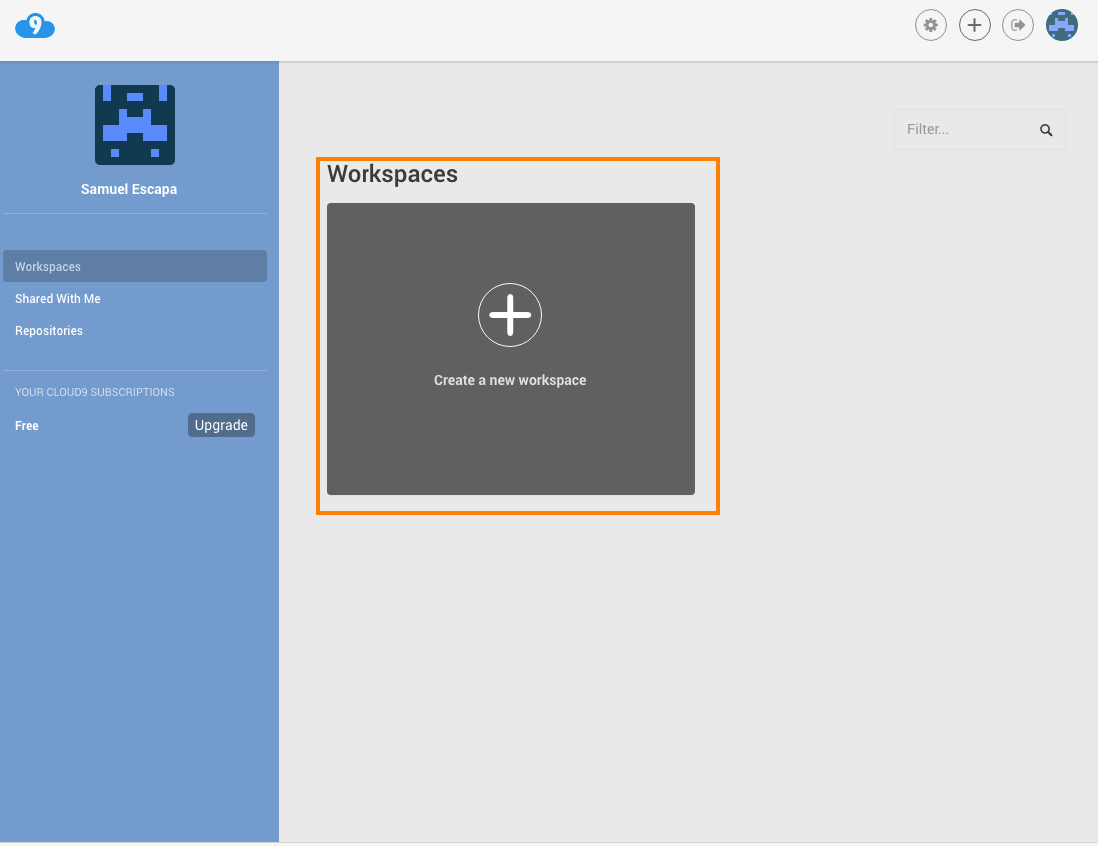 9
Samuel Escapa
Workspaces
Shared With Me
Repositories
YOUR CLOUD9 SUBSCRIPTIONS
Free
Upgrade
Filter...
Workspaces
Create a new workspace